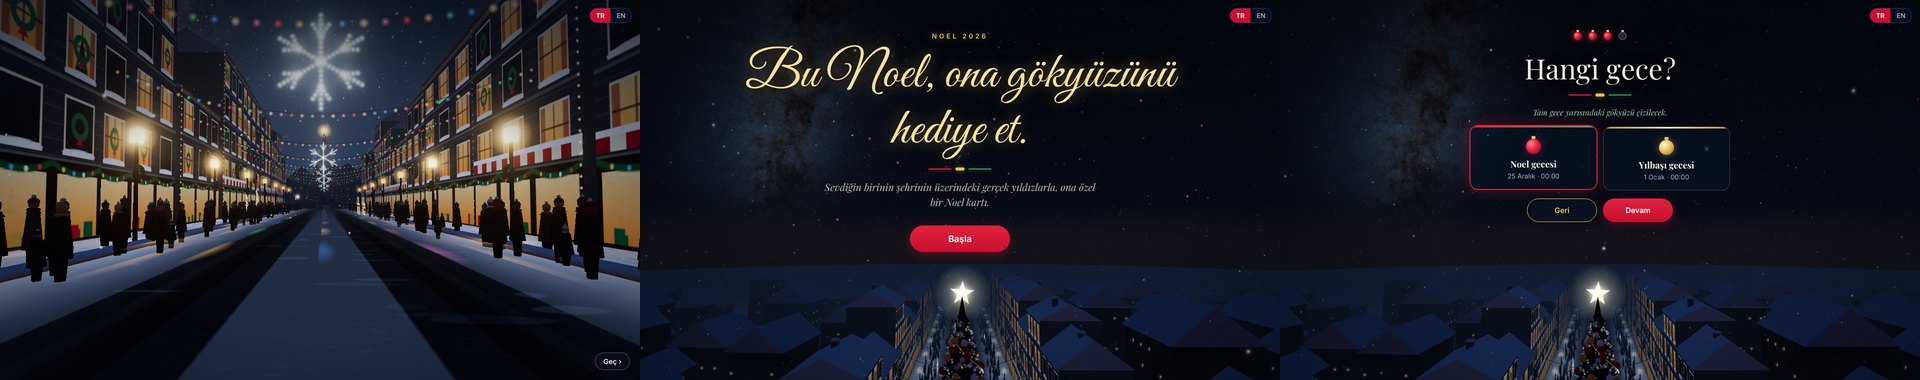 TR EN
Geç ›
TR EN
NOEL 2026
Bu Noel, ona gökyüzünü
hediye et.
Sevdiğin birinin şehrinin üzerindeki gerçek yıldızlarla, ona özel
bir Noel kartı.
Başla
TR EN
Hangi gece?
Tam gece yarısındaki gökyüzü çizilecek.
Noel gecesi
25 Aralık · 00:00
Yılbaşı gecesi
1 Ocak · 00:00
Geri
Devam